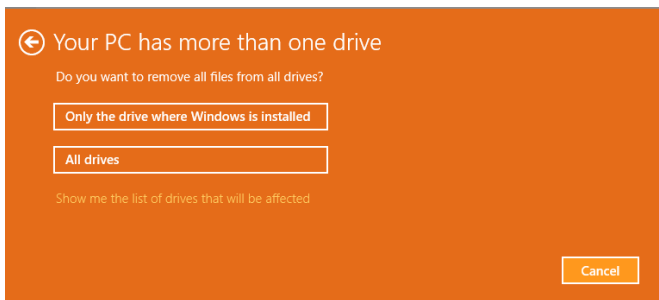 Your PC has more than one drive
Do you want to remove all files from all drives?
Only the drive where Windows is installed
All drives
Show me the list of drives that will be affected
Cancel